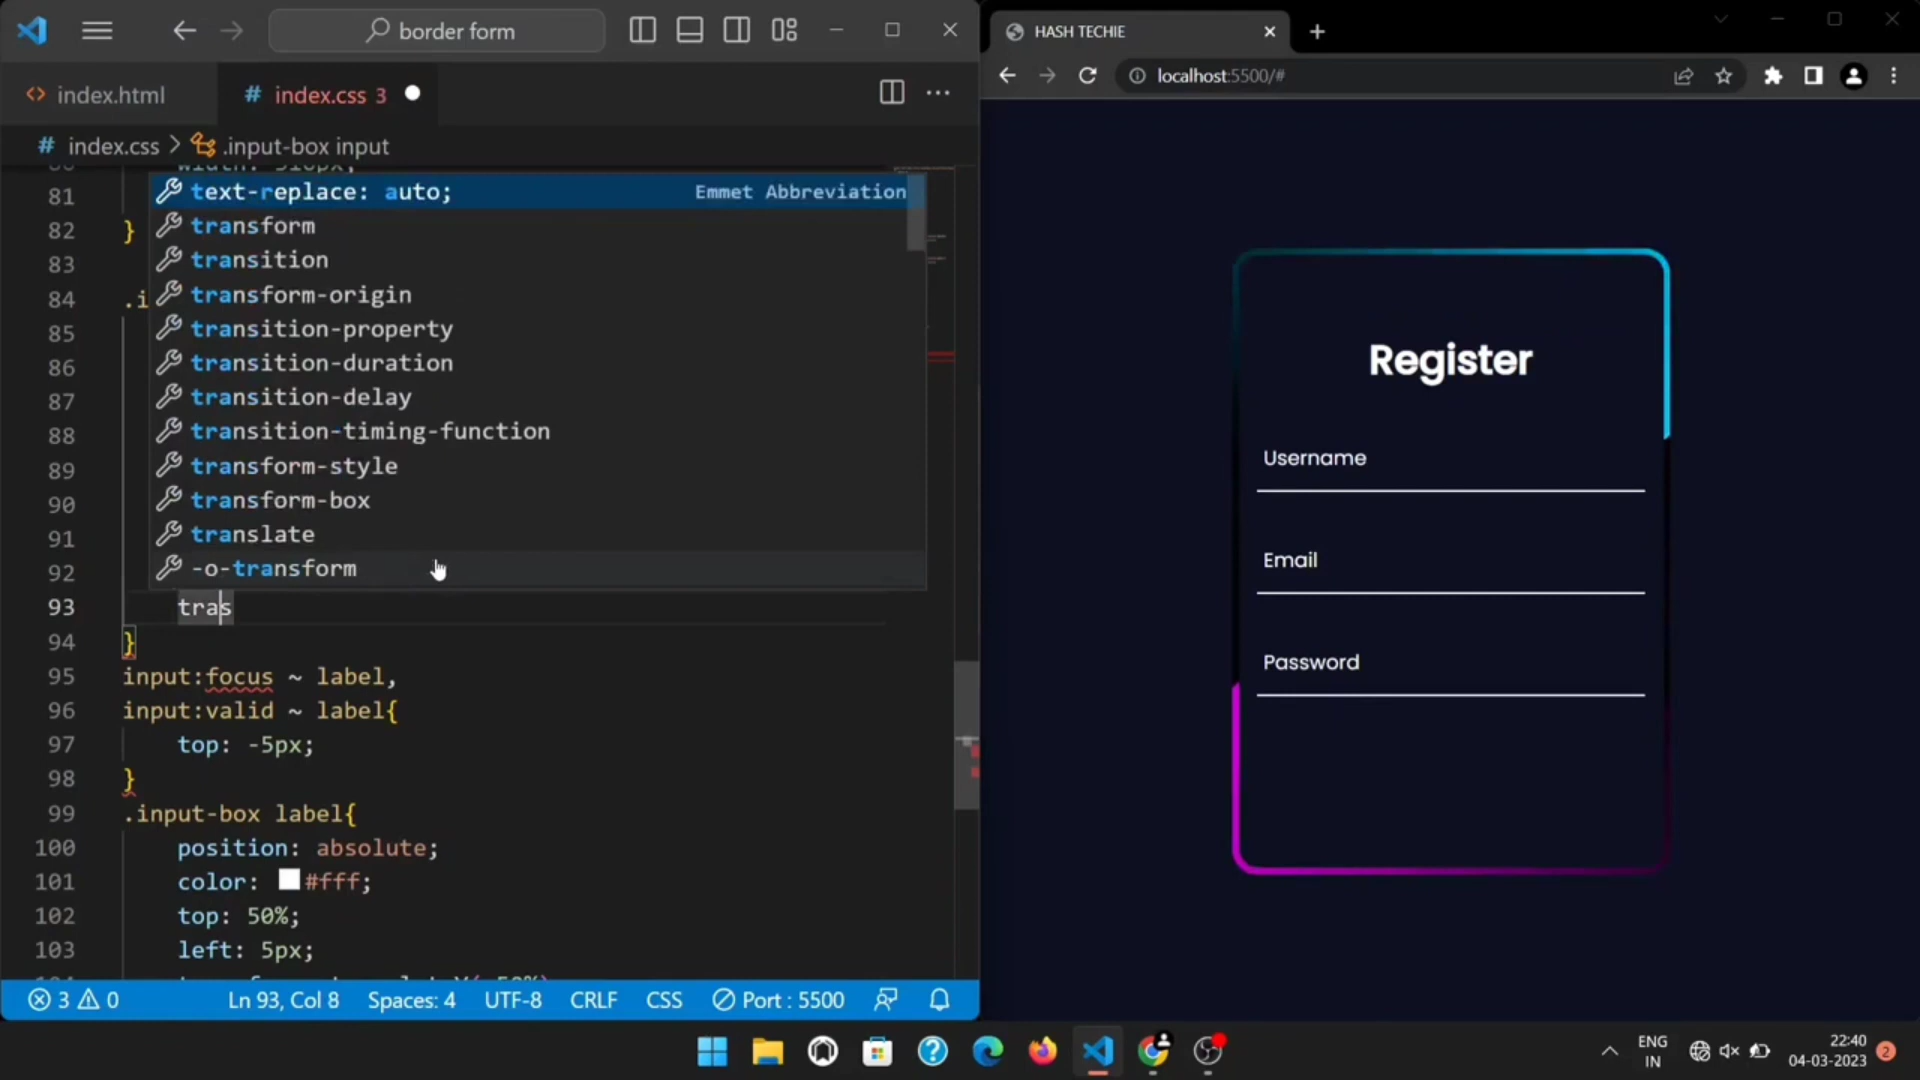 border form
index.html
# index.css 3
# index.css > .input-box input
81
text-replace: auto; Emmet Abbreviation
82 }
transform
83
transition
84 .i
transform-origin
85
transition-property
86
transition-duration
87
transition-delay
88
transition-timing-function
89
transform-style
90
transform-box
91
translate
92
-o-transform
93 tras
94 }
95 input:focus ~ label,
96 input:valid ~ label{
97 top: -5px;
98 }
99 .input-box label{
100 position: absolute;
101 color: #fff;
102 top: 50%;
103 left: 5px;
3 0 Ln 93, Col 8 Spaces: 4 UTF-8 CRLF CSS Port : 5500
HASH TECHIE
localhost:5500/#
Register
Username
Email
Password
ENG
IN
22:40
04-03-2023
2